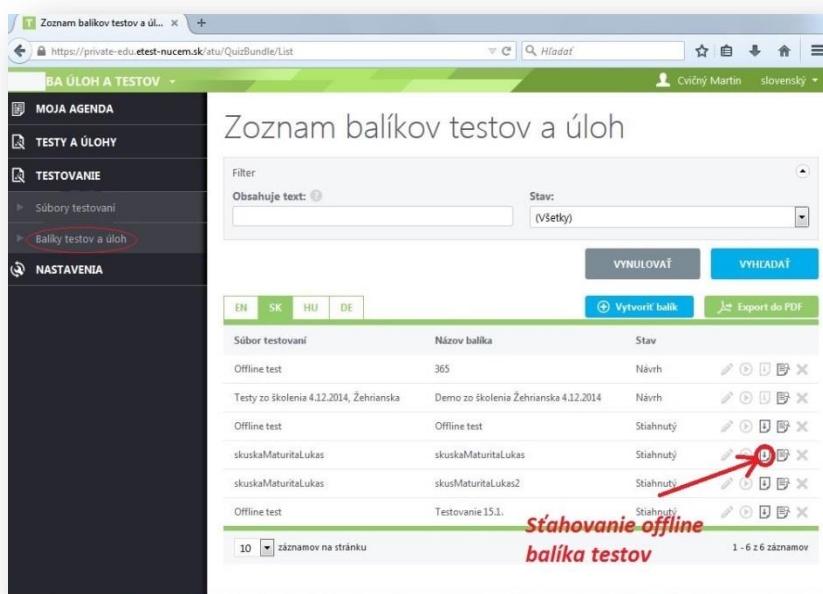 Zoznam balíkov testov a úl... ×
+
https://private-edu.etest-nucem.sk/atu/QuizBundle/List
Hľadať
BA ÚLOH A TESTOV
Cvičný Martin slovenský
MOJA AGENDA
TESTY A ÚLOHY
TESTOVANIE
Súbory testovaní
Balíky testov a úloh
NASTAVENIA
Zoznam balíkov testov a úloh
Filter
Obsahuje text:
Stav:
(Všetky)
VYNULOVAŤ VYHĽADAŤ
EN SK HU DE
Vytvoriť balík Export do PDF
Súbor testovaní Názov balíka Stav
Offline test 365 Návrh
Testy zo školenia 4.12.2014, Žehrianska Demo zo školenia Žehrianska 4.12.2014 Návrh
Offline test Offline test Stiahnutý
skuskaMaturitaLukas skuskaMaturitaLukas Stiahnutý
skuskaMaturitaLukas skusMaturitaLukas2 Stiahnutý
Offline test Testovanie 15.1. Stiahnutý
Sťahovanie offline
balíka testov
10 záznamov na stránku
1 - 6 z 6 záznamov